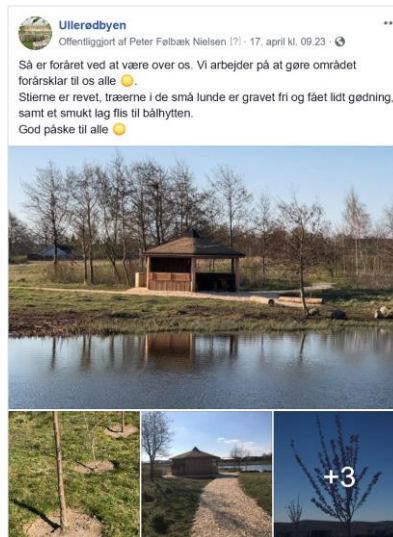 Ullerødbyen
Offentliggjort af Peter Følbæk Nielsen [?] · 17. april kl. 09.23 ·
Så er foråret ved at være over os. Vi arbejder på at gøre området
forårsklar til os alle 🌞.
Stierne er revet, træerne i de små lunde er gravet fri og fået lidt gødning,
samt et smukt lag flis til bålhytten.
God påske til alle 🌞
+3